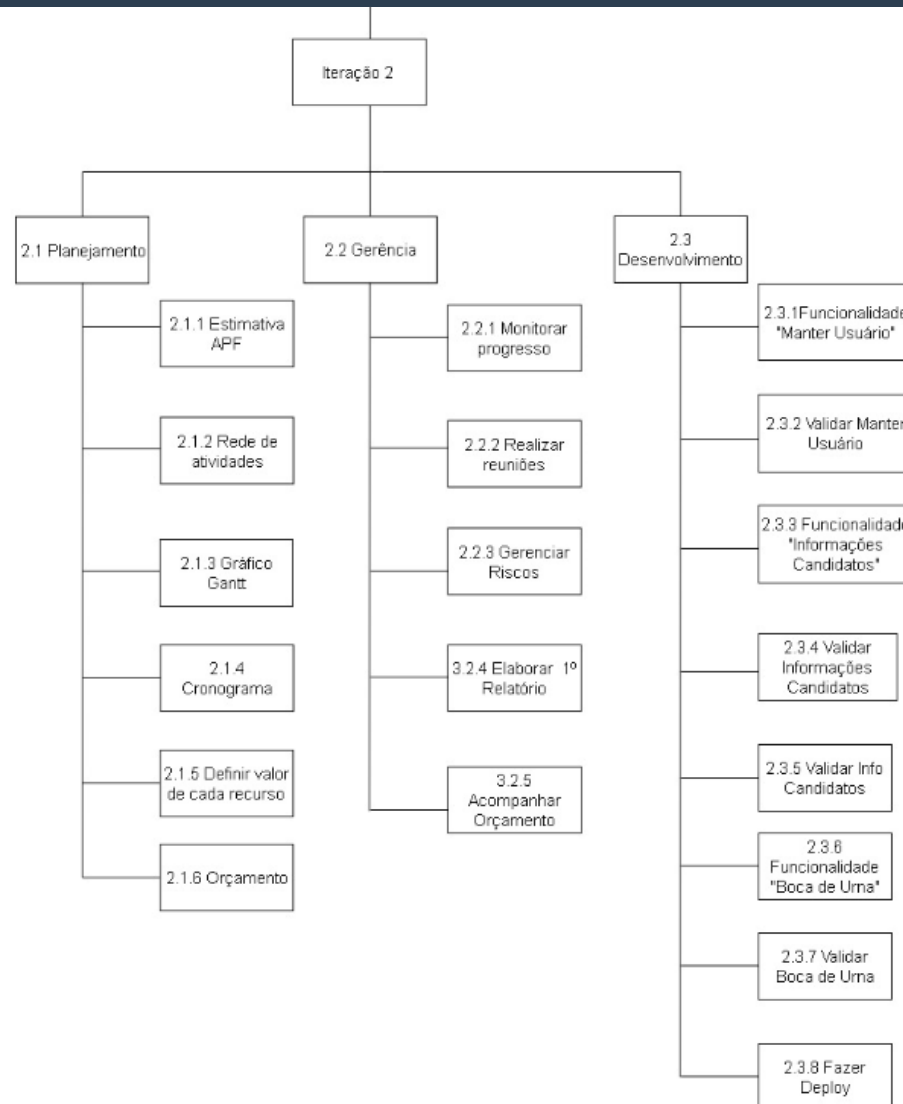 Iteração 2
2.1 Planejamento
2.2 Gerência
2.3
Desenvolvimento
2.1.1 Estimativa
APF
2.1.2 Rede de
atividades
2.1.3 Gráfico
Gantt
2.1.4
Cronograma
2.1.5 Definir valor
de cada recurso
2.1.6 Orçamento
2.2.1 Monitorar
progresso
2.2.2 Realizar
reuniões
2.2.3 Gerenciar
Riscos
3.2.4 Elaborar 1º
Relatório
3.2.5
Acompanhar
Orçamento
2.3.1Funcionalidade
"Manter Usuário"
2.3.2 Validar Manter
Usuário
2.3.3 Funcionalidade
"Informações
Candidatos"
2.3.4 Validar
Informações
Candidatos
2.3.5 Validar Info
Candidatos
2.3.6
Funcionalidade
"Boca de Urna"
2.3.7 Validar
Boca de Urna
2.3.8 Fazer
Deploy